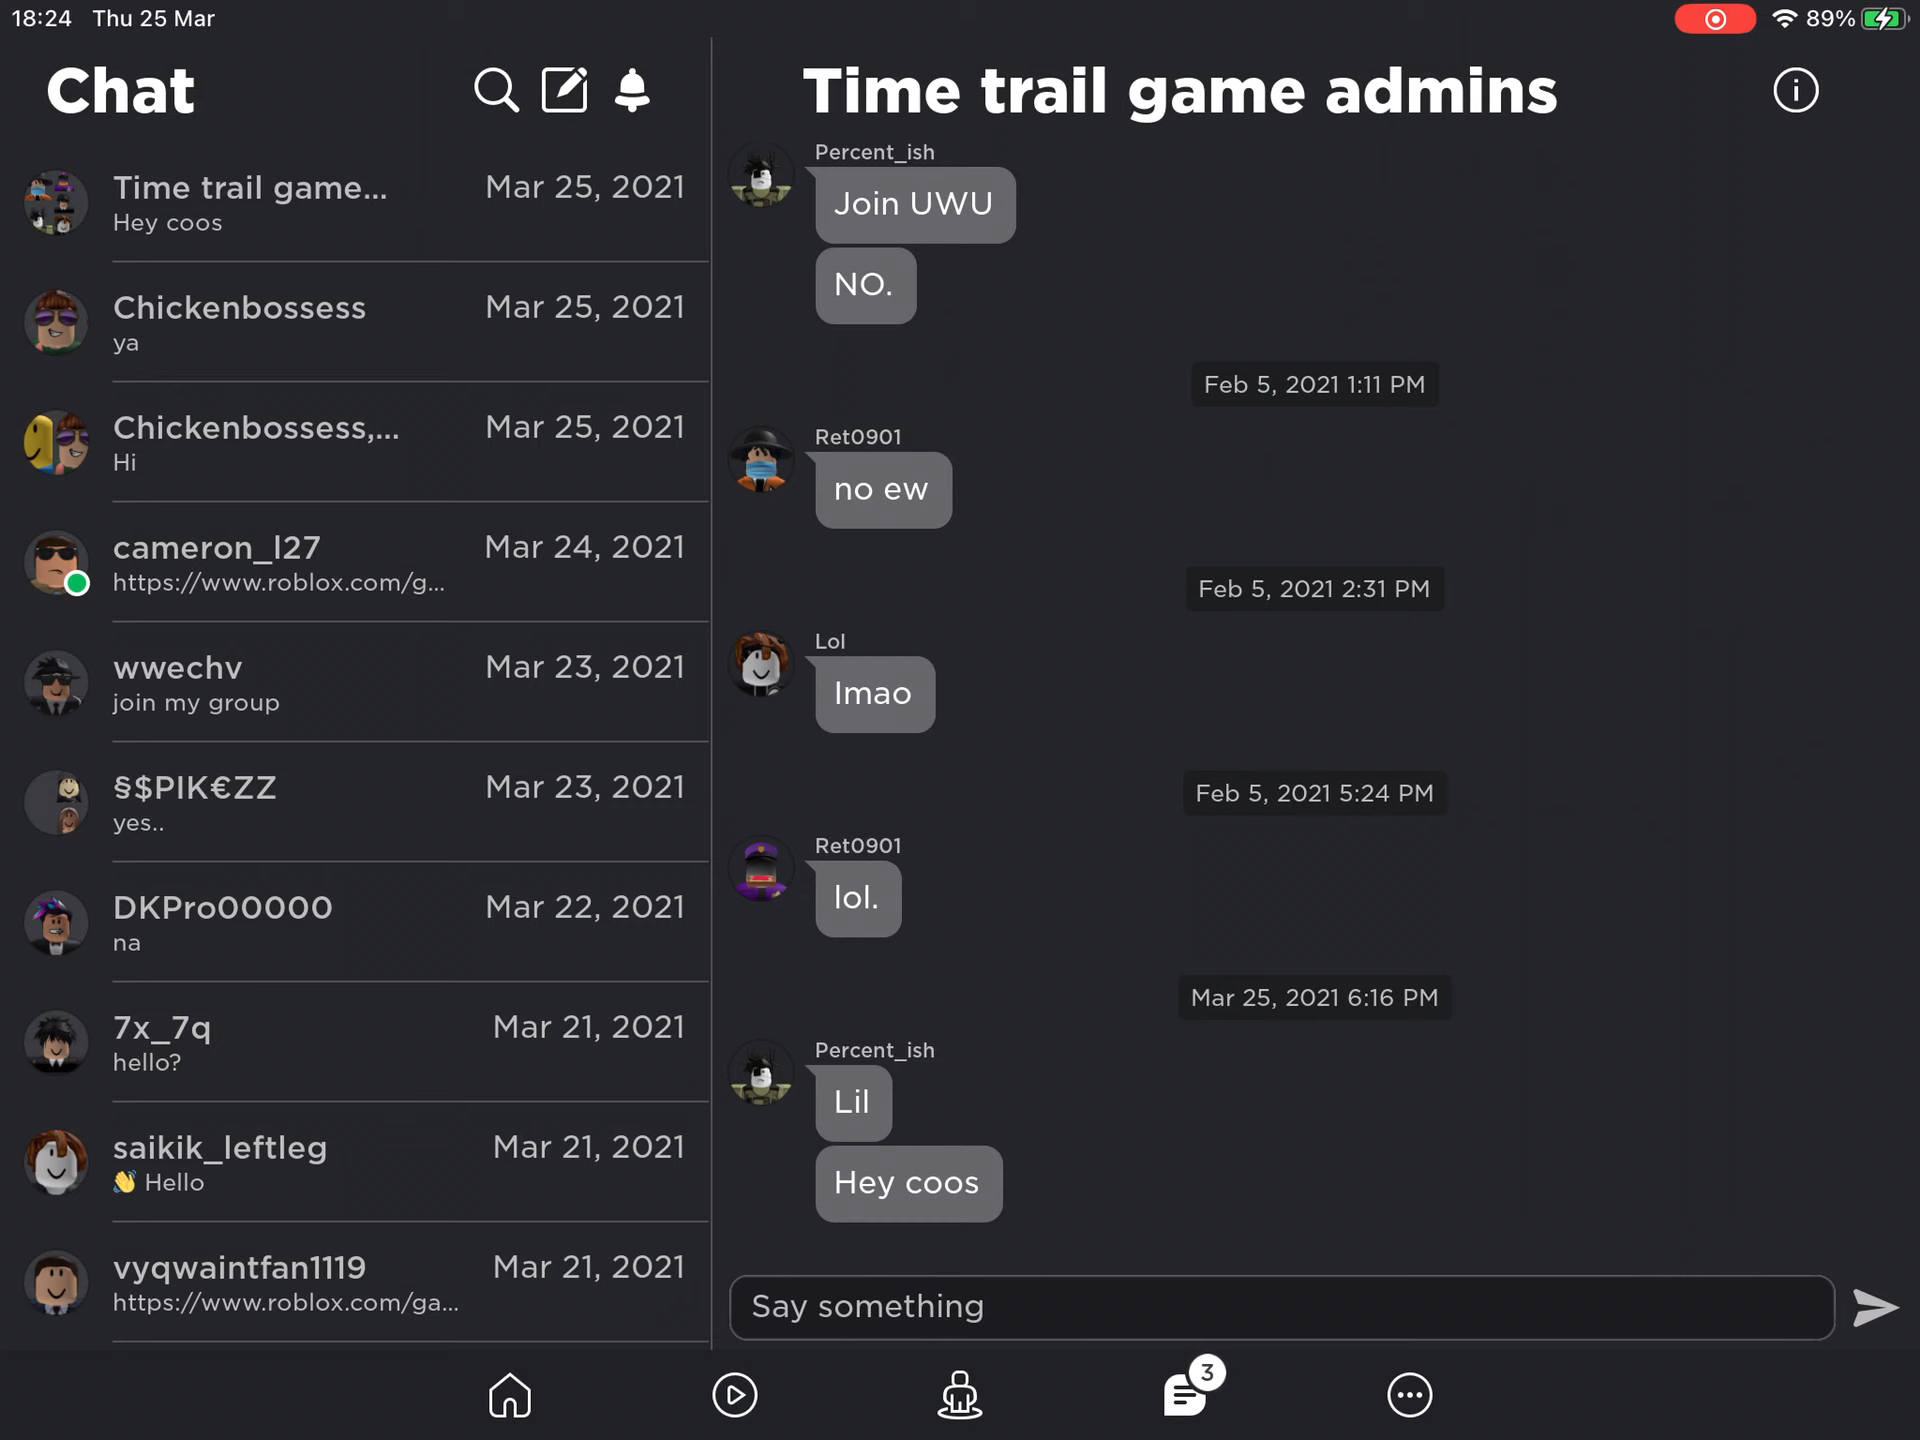 18:24 Thu 25 Mar
89%
Chat
Time trail game...
Mar 25, 2021
Hey coos
Chickenbossess
Mar 25, 2021
ya
Chickenbossess,...
Mar 25, 2021
Hi
cameron_l27
Mar 24, 2021
https://www.roblox.com/g...
wwechv
Mar 23, 2021
join my group
§$PIK€ZZ
Mar 23, 2021
yes..
DKPro00000
Mar 22, 2021
na
7x_7q
Mar 21, 2021
hello?
saikik_leftleg
Mar 21, 2021
👋 Hello
vyqwaintfan1119
Mar 21, 2021
https://www.roblox.com/ga...
Time trail game admins
Percent_ish
Join UWU
NO.
Feb 5, 2021 1:11 PM
Ret0901
no ew
Feb 5, 2021 2:31 PM
Lol
lmao
Feb 5, 2021 5:24 PM
Ret0901
lol.
Mar 25, 2021 6:16 PM
Percent_ish
Lil
Hey coos
Say something
3